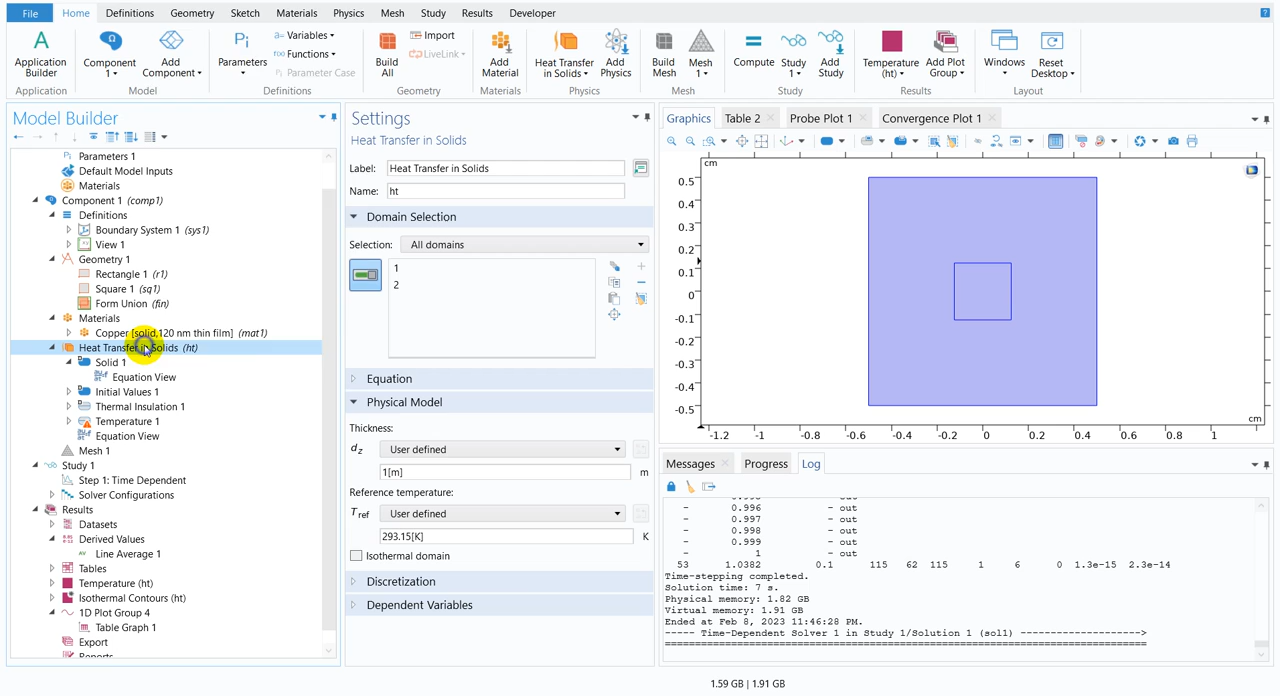 File Home Definitions Geometry Sketch Materials Physics Mesh Study Results Developer
Application Builder
Component 1
Add Component
Pi Parameters
a= Variables
f(x) Functions
Parameter Case
Build All
Import
LiveLink
Add Material
Heat Transfer in Solids
Add Physics
Build Mesh
Mesh 1
Compute
Study 1
Add Study
Temperature (ht)
Add Plot Group
Windows
Reset Desktop
Application Model Definitions Geometry Materials Physics Mesh Study Results Layout
Model Builder
Parameters 1
Default Model Inputs
Materials
Component 1 (comp1)
Definitions
Boundary System 1 (sys1)
View 1
Geometry 1
Rectangle 1 (r1)
Square 1 (sq1)
Form Union (fin)
Materials
Copper [solid,120 nm thin film] (mat1)
Heat Transfer in Solids (ht)
Solid 1
Equation View
Initial Values 1
Thermal Insulation 1
Temperature 1
Equation View
Mesh 1
Study 1
Step 1: Time Dependent
Solver Configurations
Results
Datasets
Derived Values
Line Average 1
Tables
Temperature (ht)
Isothermal Contours (ht)
1D Plot Group 4
Table Graph 1
Export
Reports
Settings
Heat Transfer in Solids
Label: Heat Transfer in Solids
Name: ht
Domain Selection
Selection: All domains
1
2
Equation
Physical Model
Thickness:
dz User defined
1[m] m
Reference temperature:
Tref User defined
293.15[K] K
Isothermal domain
Discretization
Dependent Variables
Graphics Table 2 Probe Plot 1 Convergence Plot 1
cm
0.5
0.4
0.3
0.2
0.1
0
-0.1
-0.2
-0.3
-0.4
-0.5
cm
-1.2 -1 -0.8 -0.6 -0.4 -0.2 0 0.2 0.4 0.6 0.8 1
Messages Progress Log
- 0.996 - out
- 0.997 - out
- 0.998 - out
- 0.999 - out
- 1 - out
53 1.0382 0.1 115 62 115 1 6 0 1.3e-15 2.3e-14
Time-stepping completed.
Solution time: 7 s.
Physical memory: 1.82 GB
Virtual memory: 1.91 GB
Ended at Feb 8, 2023 11:46:28 PM.
----- Time-Dependent Solver 1 in Study 1/Solution 1 (sol1) -------------------->
1.59 GB | 1.91 GB